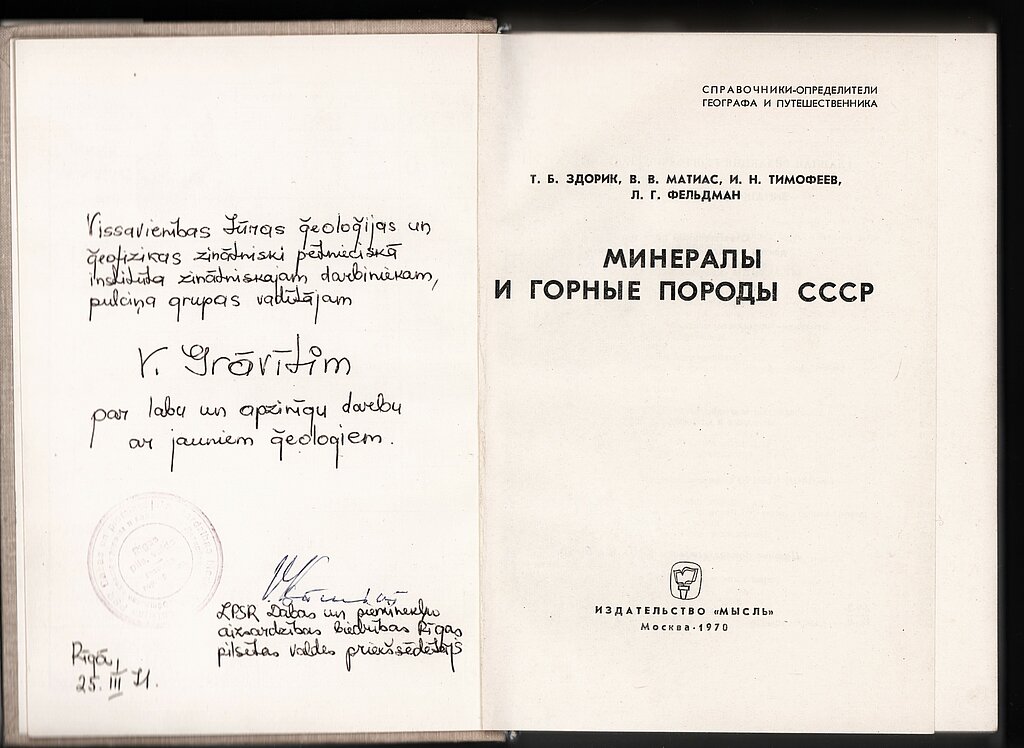 Vissavienības Jūras ģeoloģijas un
ģeofizikas zinātniski pētnieciskā
institūta zinātniskajam darbiniekam,
pulciņa grupas vadītājam
V. Grāvītim
par labu un apzinīgu darbu
ar jauniem ģeologiem.
LPSR Dabas un pieminekļu
aizsardzības biedrības Rīgas
pilsētas valdes priekšsēdētājs
Rīgā,
25. III 71.
СПРАВОЧНИКИ-ОПРЕДЕЛИТЕЛИ
ГЕОГРАФА И ПУТЕШЕСТВЕННИКА
Т. Б. ЗДОРИК, В. В. МАТИАС, И. Н. ТИМОФЕЕВ,
Л. Г. ФЕЛЬДМАН
МИНЕРАЛЫ
И ГОРНЫЕ ПОРОДЫ СССР
ИЗДАТЕЛЬСТВО «МЫСЛЬ»
Москва · 1970